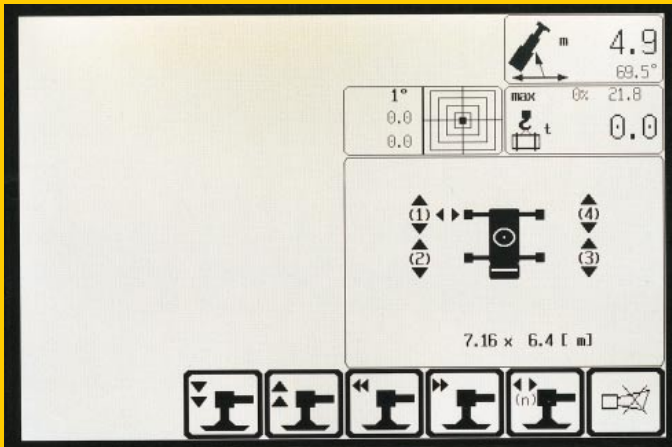 m 4.9
69.5°
1°
0.0
0.0
max 0% 21.8
t 0.0
(1) (4)
(2) (3)
7.16 x 6.4 [ m]
(n)